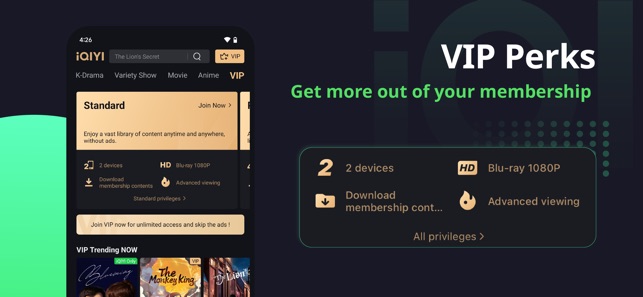 4:26
iQIYI
The Lion's Secret
VIP
K-Drama Variety Show Movie Anime VIP
Standard
Join Now >
Enjoy a vast library of content anytime and anywhere,
without ads.
2 devices
HD Blu-ray 1080P
Download
membership contents
Advanced viewing
Standard privileges >
Join VIP now for unlimited access and skip the ads !
VIP Trending NOW
iQIYI Only
VIP
The
Monkey
King
VIP Perks
Get more out of your membership
2 2 devices
HD Blu-ray 1080P
Download
membership cont...
Advanced viewing
All privileges >